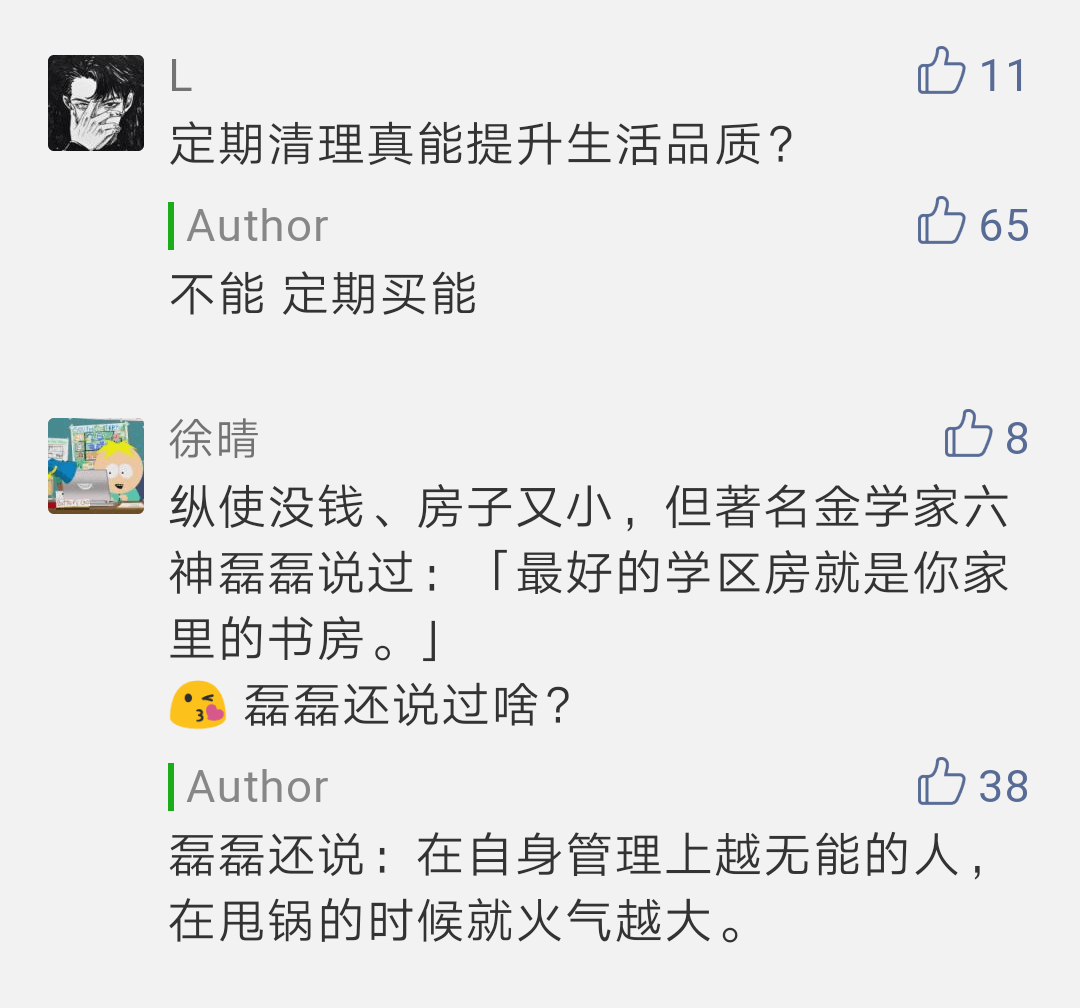 L
11
定期清理真能提升生活品质？
Author
65
不能 定期买能
徐晴
8
纵使没钱、房子又小，但著名金学家六
神磊磊说过：「最好的学区房就是你家
里的书房。」
😘 磊磊还说过啥？
Author
38
磊磊还说：在自身管理上越无能的人，
在甩锅的时候就火气越大。